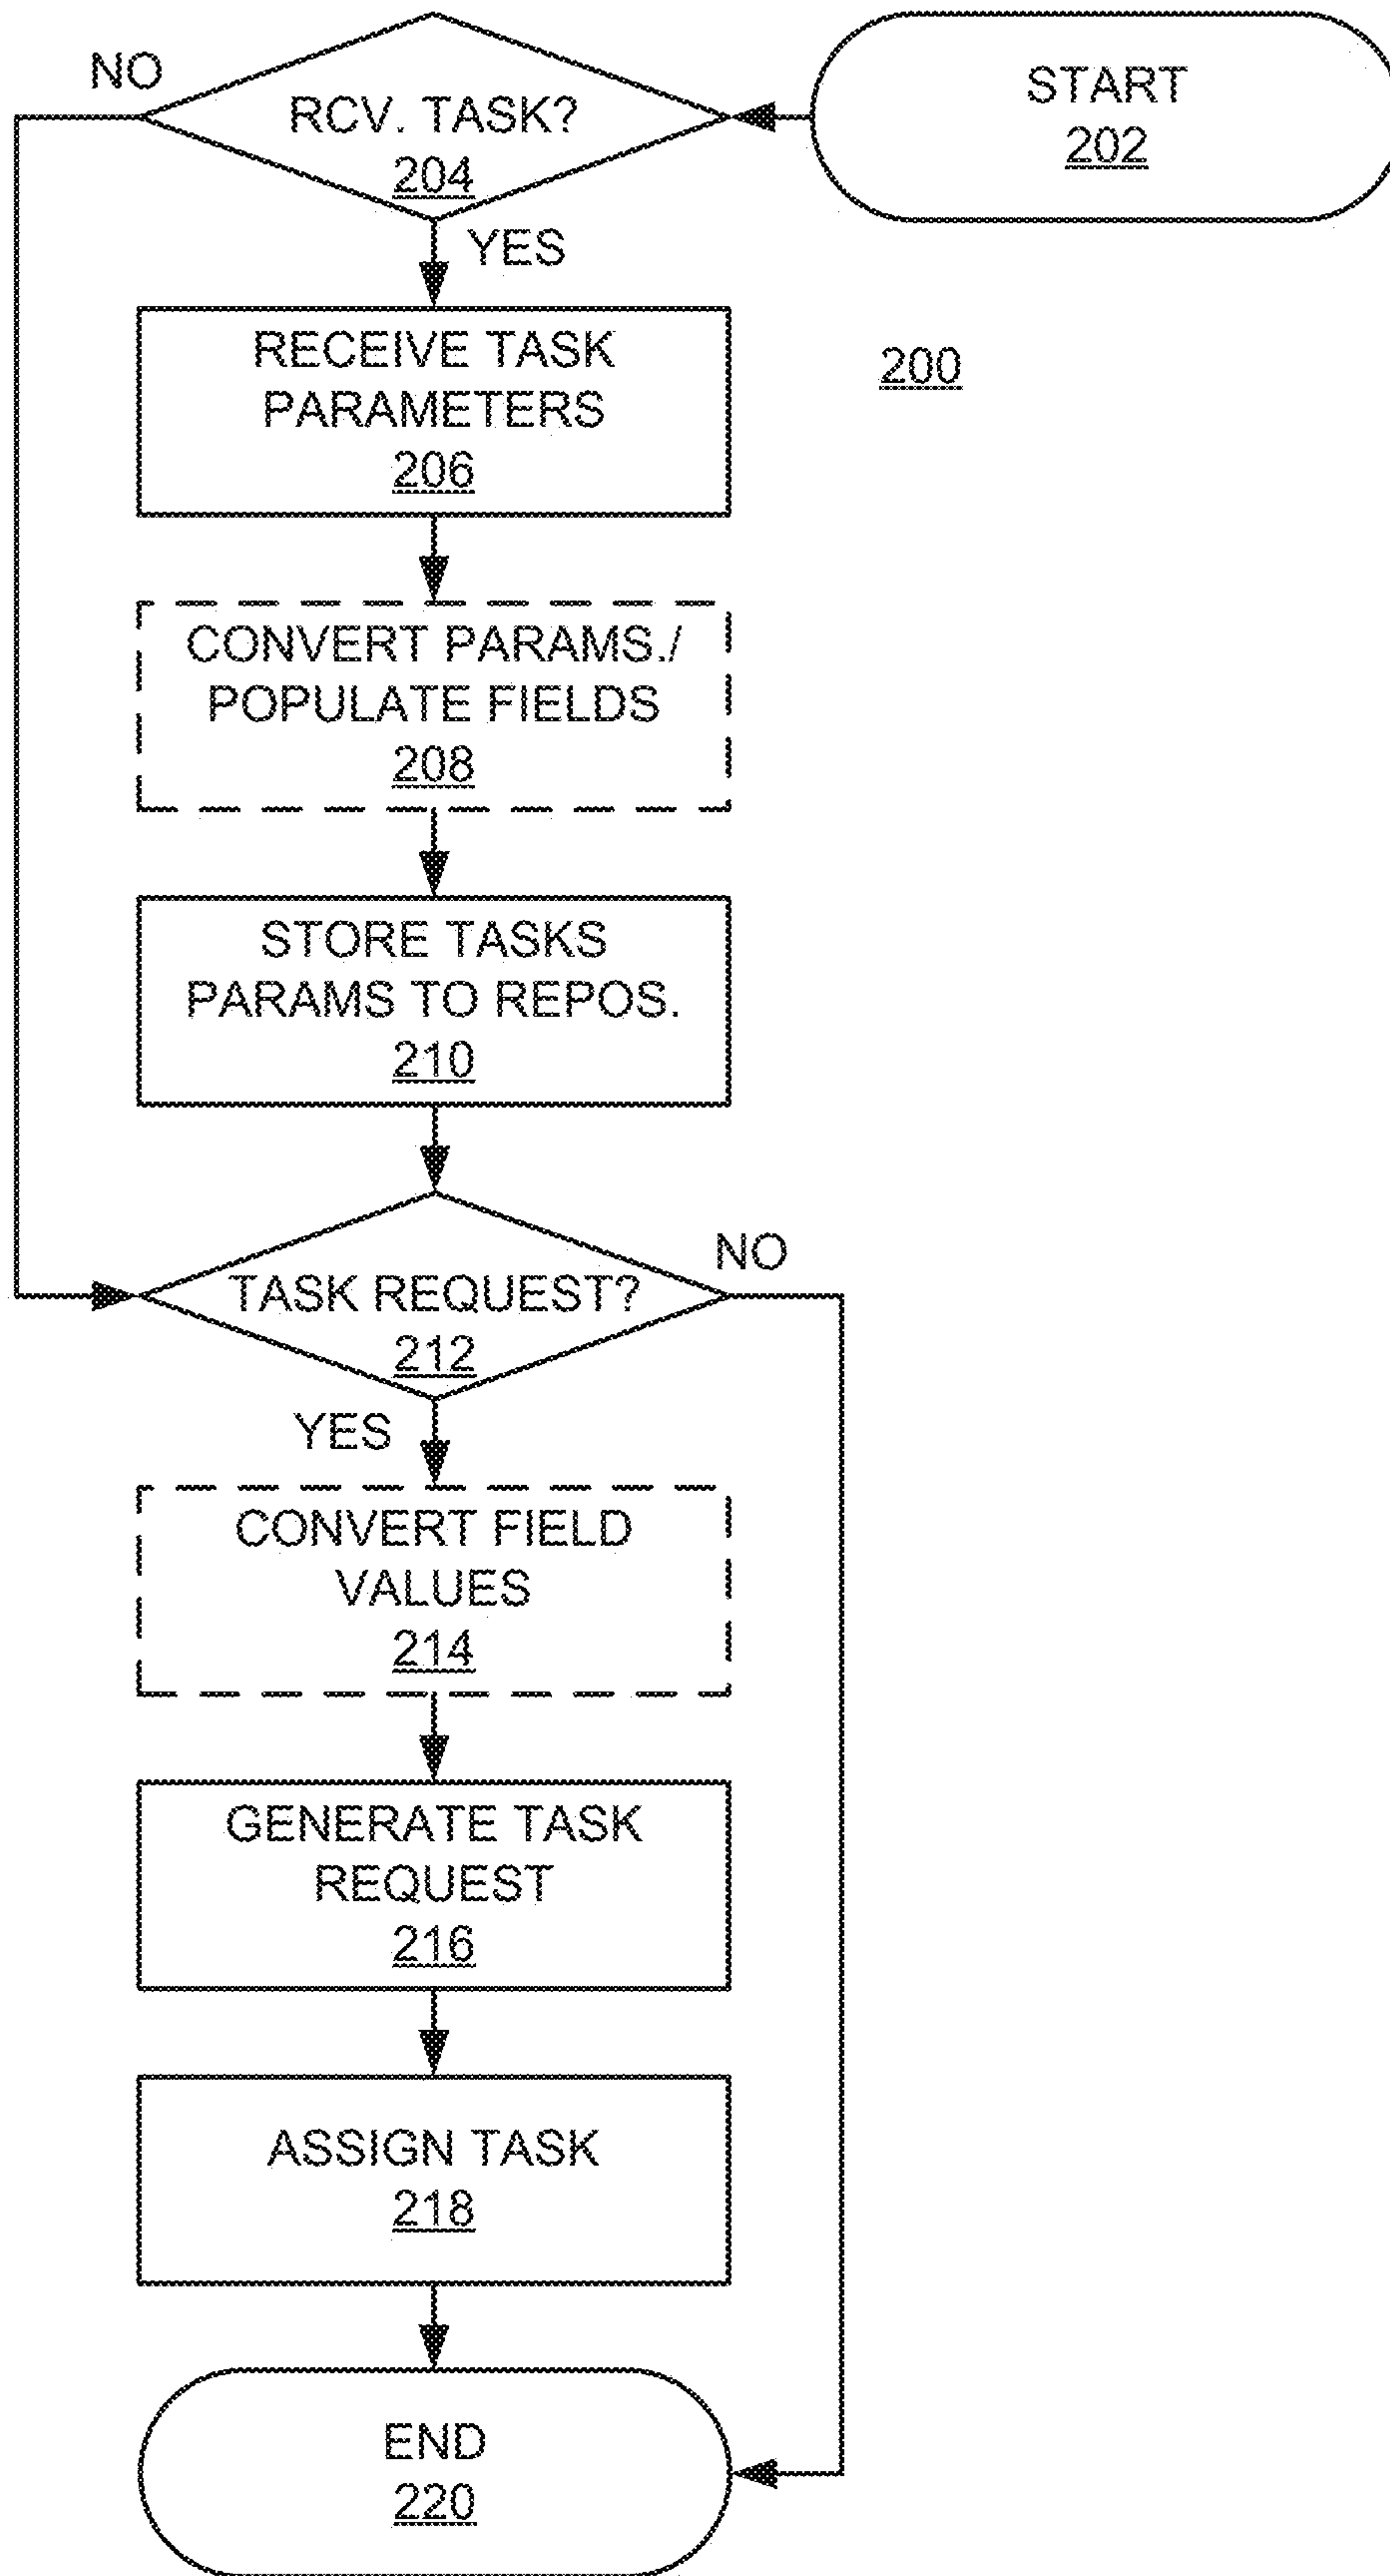 START
202
NO
RCV. TASK?
204
YES
RECEIVE TASK
PARAMETERS
206
200
CONVERT PARAMS./
POPULATE FIELDS
208
STORE TASKS
PARAMS TO REPOS.
210
NO
TASK REQUEST?
212
YES
CONVERT FIELD
VALUES
214
GENERATE TASK
REQUEST
216
ASSIGN TASK
218
END
220